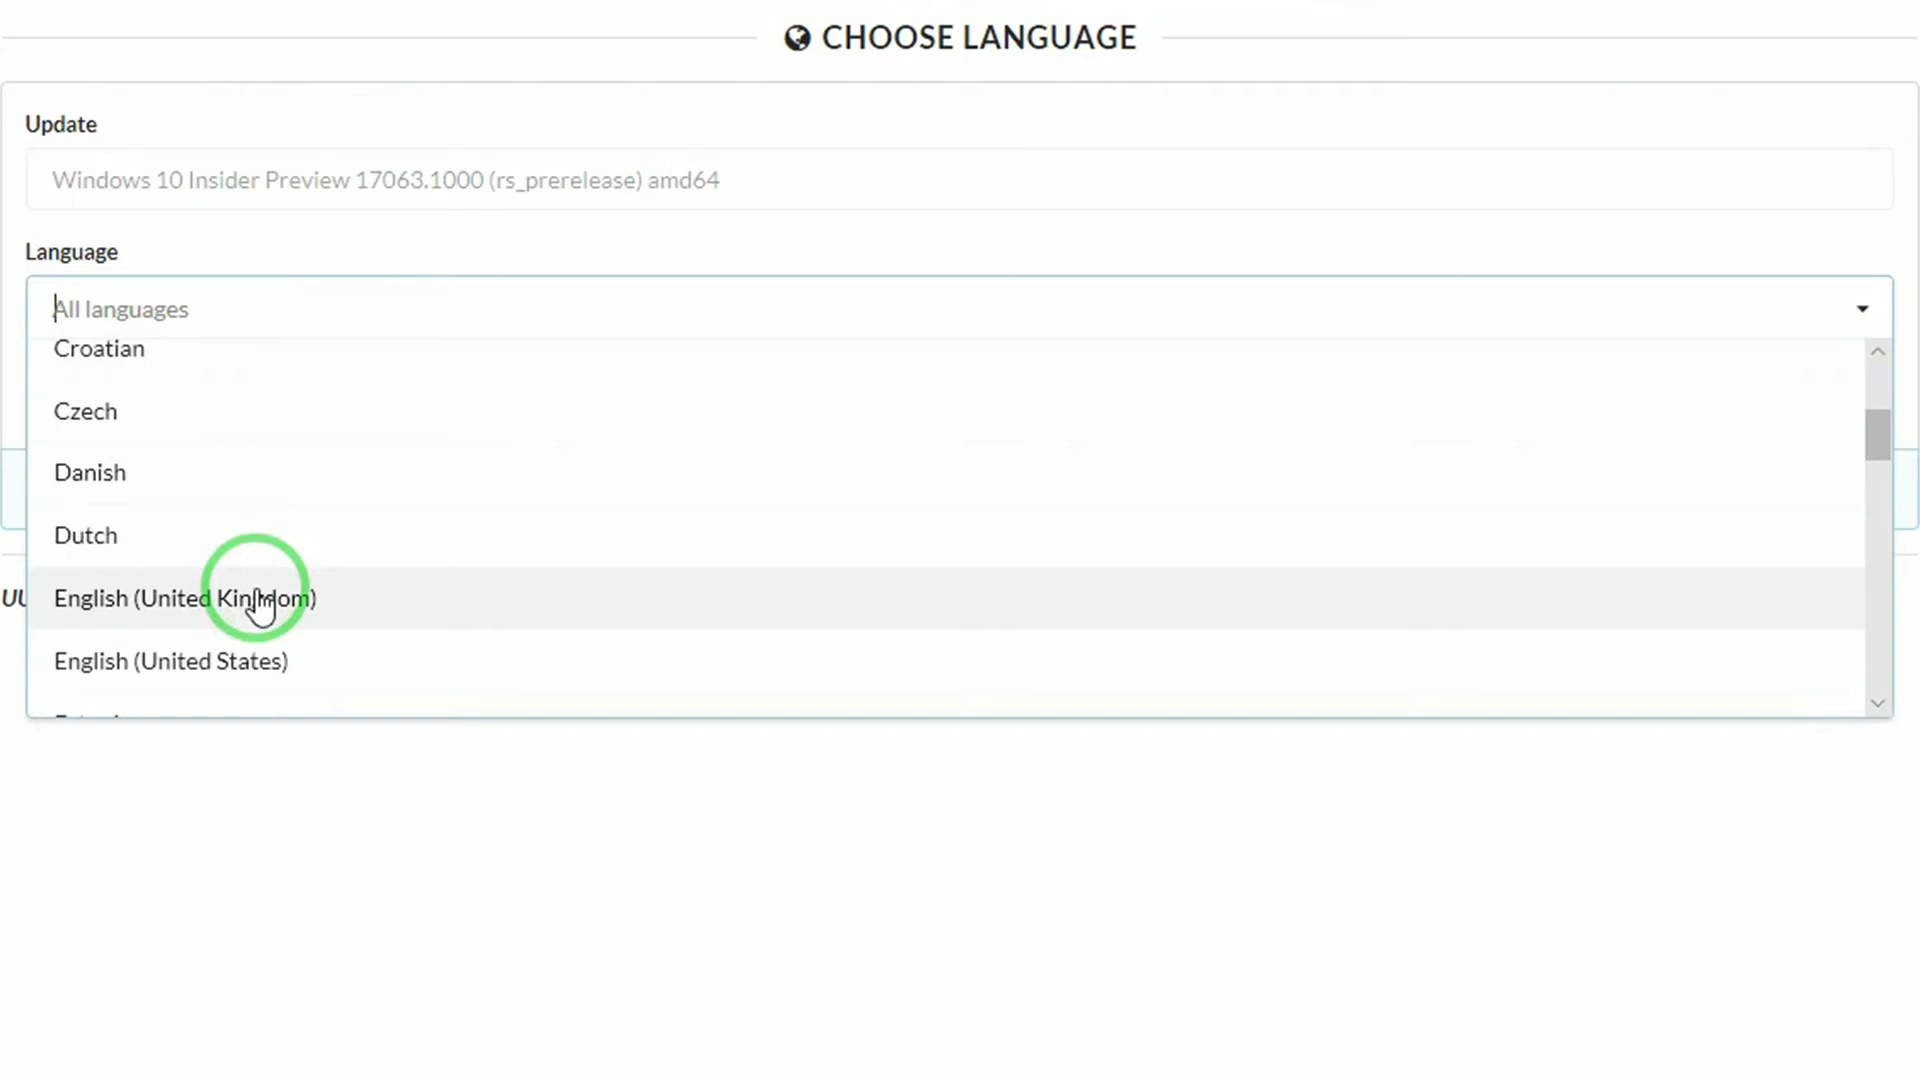 CHOOSE LANGUAGE
Update
Windows 10 Insider Preview 17063.1000 (rs_prerelease) amd64
Language
All languages
Croatian
Czech
Danish
Dutch
English (United Kingdom)
UU
English (United States)